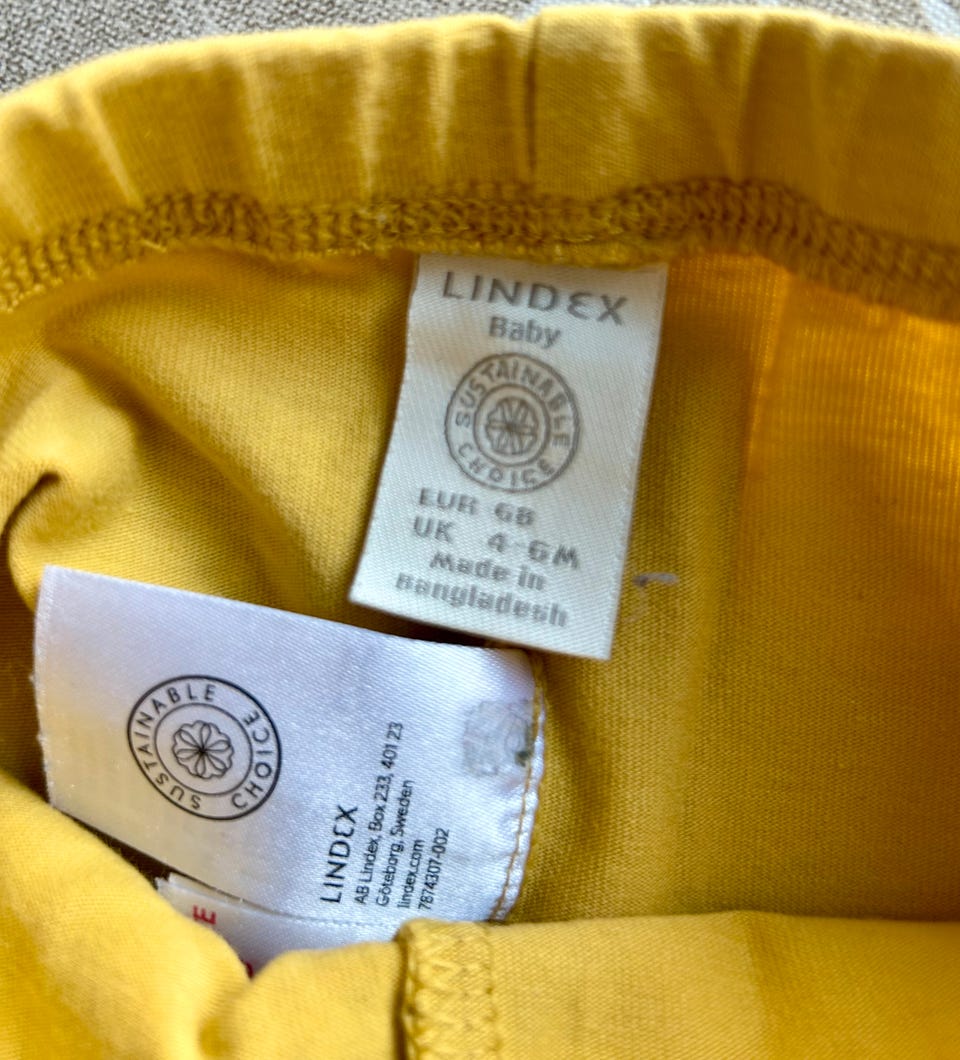 LINDEX
Baby
SUSTAINABLE
CHOICE
EUR 68
UK 4-6M
Made in
Bangladesh
SUSTAINABLE
CHOICE
LINDEX
AB Lindex, Box 233, 401 23
Göteborg, Sweden
lindex.com
7874307-002